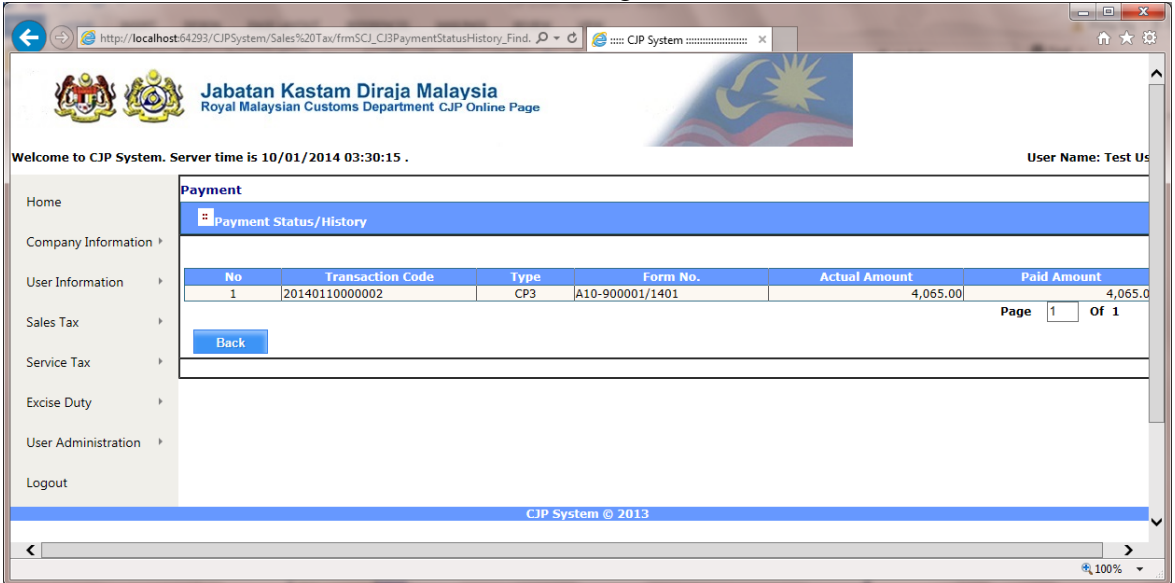 http://localhost:64293/CJPSystem/Sales%20Tax/frmSCJ_CJ3PaymentStatusHistory_Find.
::::: CJP System ::::::::::::::::::::::
Jabatan Kastam Diraja Malaysia
Royal Malaysian Customs Department CJP Online Page
Welcome to CJP System. Server time is 10/01/2014 03:30:15 . User Name: Test Us
Home
Company Information
User Information
Sales Tax
Service Tax
Excise Duty
User Administration
Logout
Payment
Payment Status/History
No Transaction Code Type Form No. Actual Amount Paid Amount
1 20140110000002 CP3 A10-900001/1401 4,065.00 4,065.0
Page 1 Of 1
Back
CJP System © 2013
100%